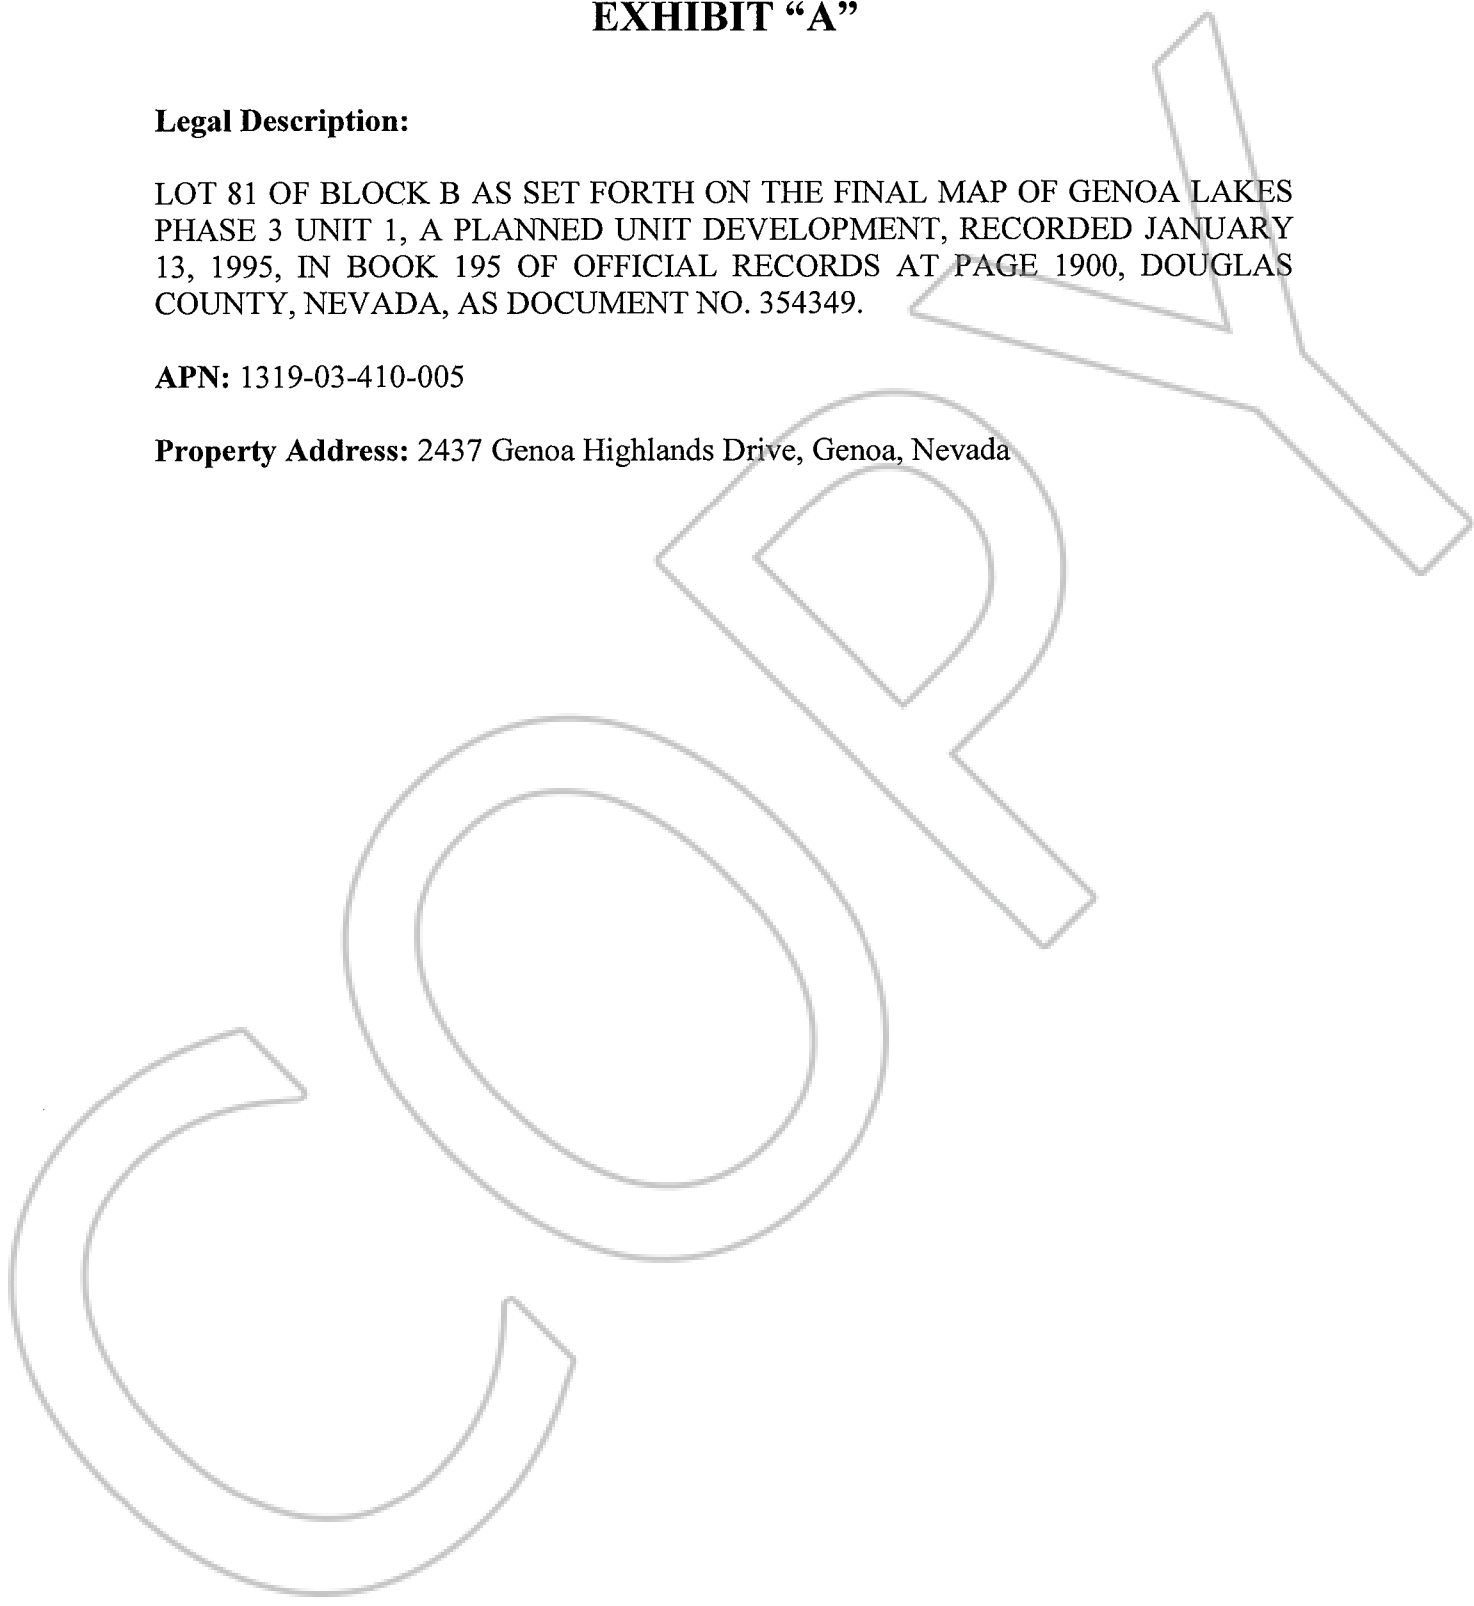 EXHIBIT “A”
Legal Description:
LOT 81 OF BLOCK B AS SET FORTH ON THE FINAL MAP OF GENOA LAKES
PHASE 3 UNIT 1, A PLANNED UNIT DEVELOPMENT, RECORDED JANUARY
13, 1995, IN BOOK 195 OF OFFICIAL RECORDS AT PAGE 1900, DOUGLAS
COUNTY, NEVADA, AS DOCUMENT NO. 354349.
APN: 1319-03-410-005
Property Address: 2437 Genoa Highlands Drive, Genoa, Nevada
COPY